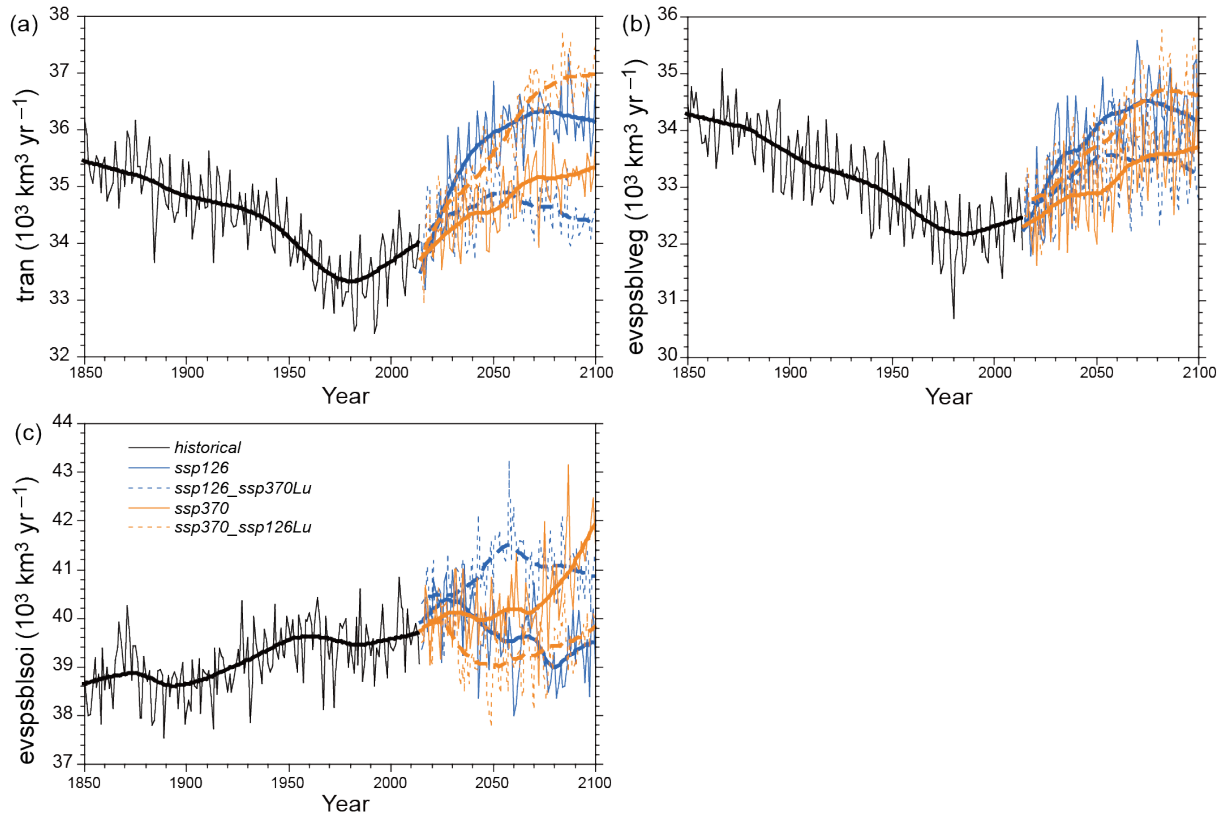 (a)
38
37
36
35
34
33
32
tran (10³ km³ yr⁻¹)
1850 1900 1950 2000 2050 2100
Year
(b)
36
35
34
33
32
31
30
evspsblveg (10³ km³ yr⁻¹)
1850 1900 1950 2000 2050 2100
Year
(c)
44
43
42
41
40
39
38
37
evspsblsoi (10³ km³ yr⁻¹)
historical
ssp126
ssp126_ssp370Lu
ssp370
ssp370_ssp126Lu
1850 1900 1950 2000 2050 2100
Year